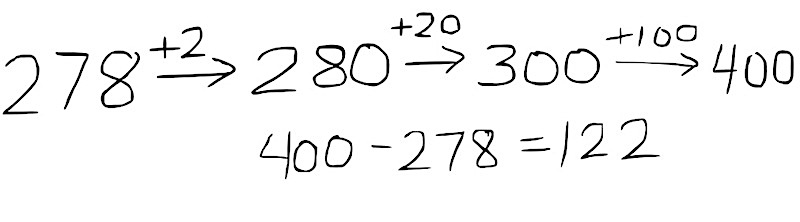 278 +2→ 280 +20→ 300 +100→ 400
400 - 278 = 122